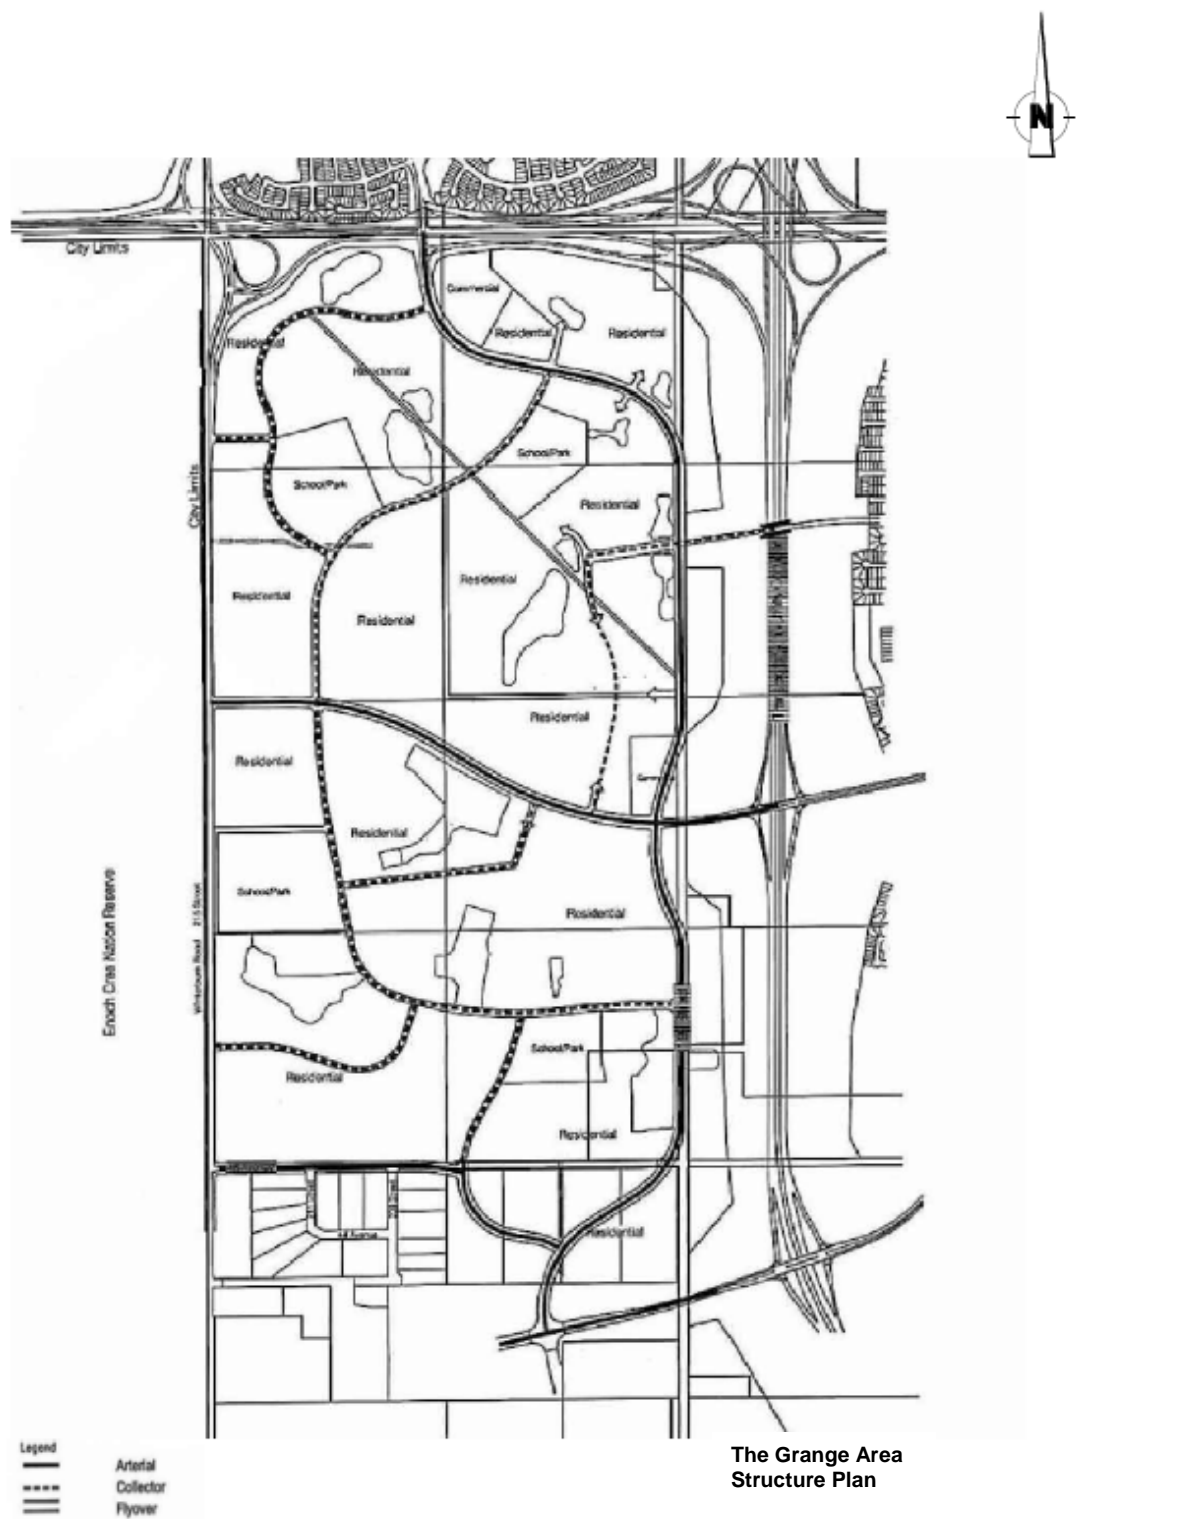 N
City Limits
Commercial
Residential
Residential
Residential
Residential
School/Park
School/Park
City Limits
Residential
Residential
Residential
Residential
Residential
Residential
Residential
School/Park
Enoch Cree Nation Reserve
Winterburn Road 215 Street
Residential
School/Park
Residential
Residential
Residential
Legend
Arterial
Collector
Flyover
The Grange Area
Structure Plan